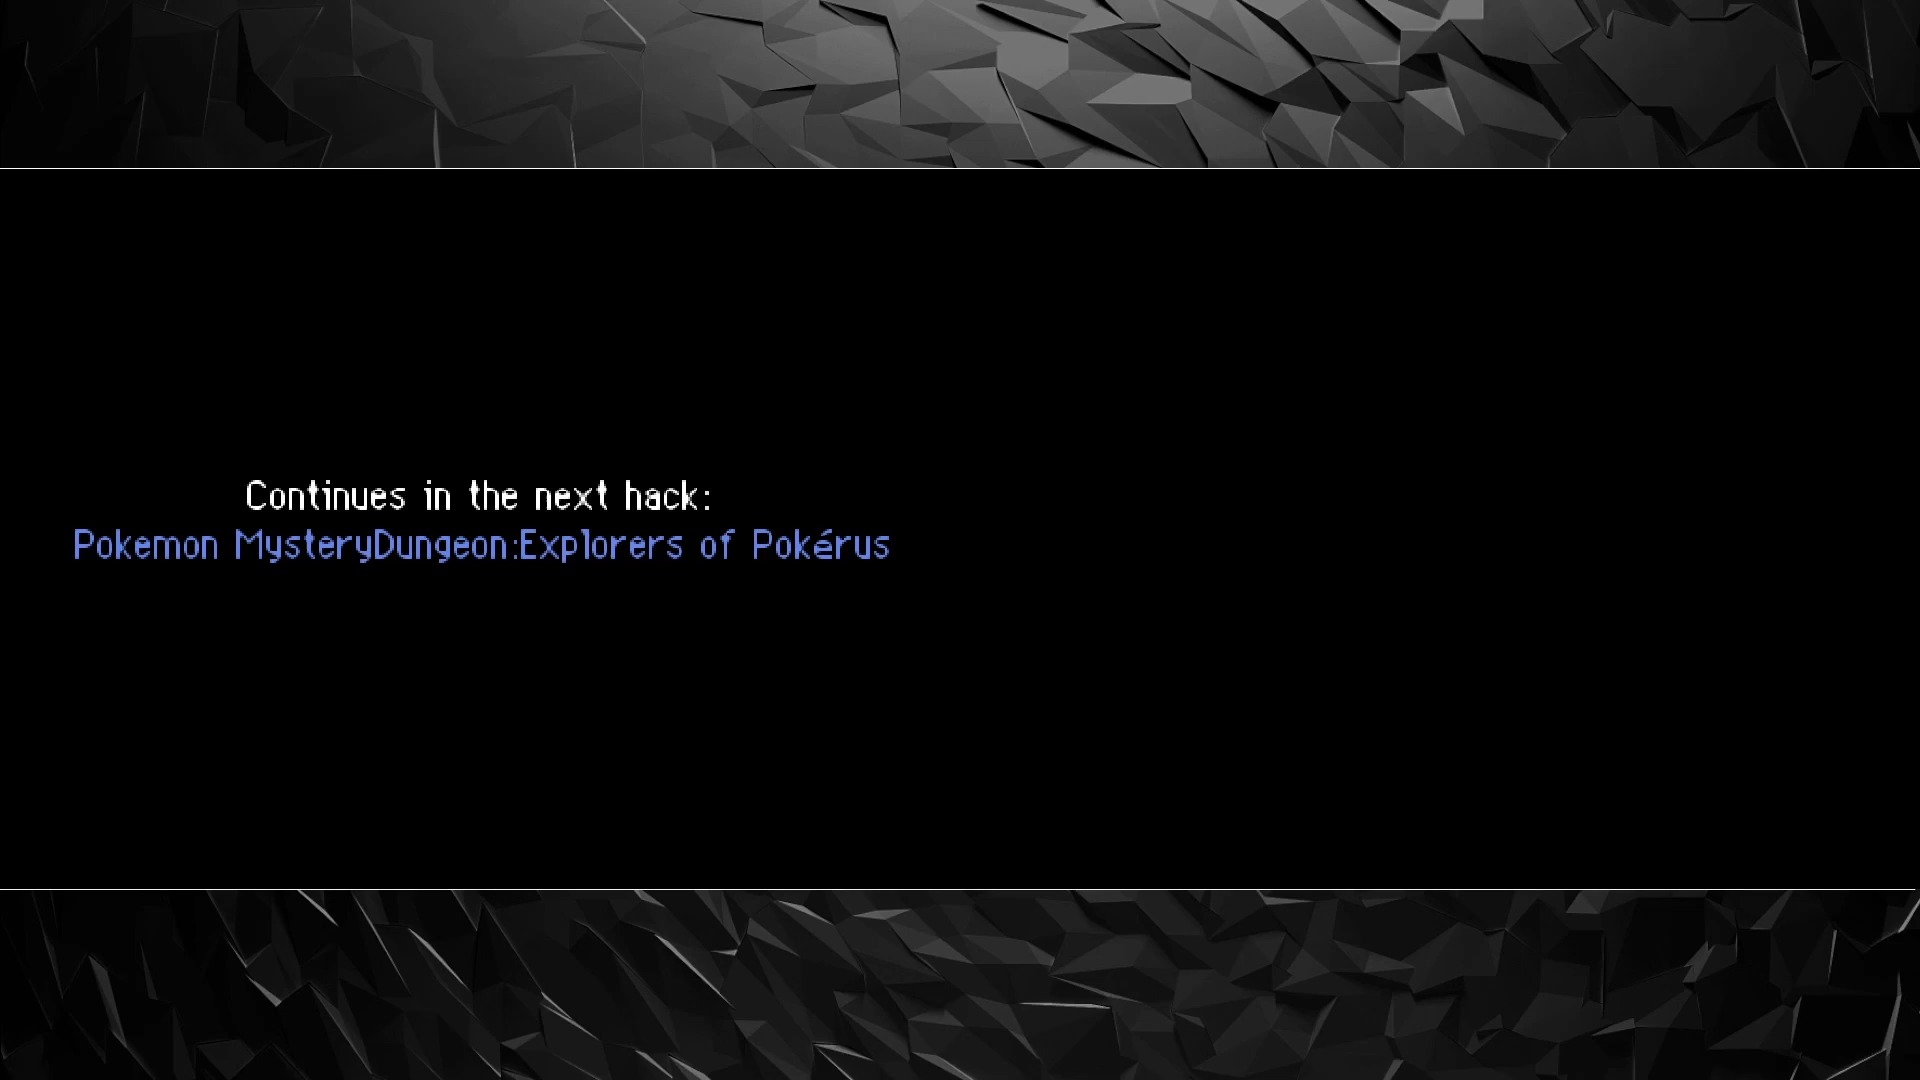 Continues in the next hack:
Pokemon MysteryDungeon:Explorers of Pokérus